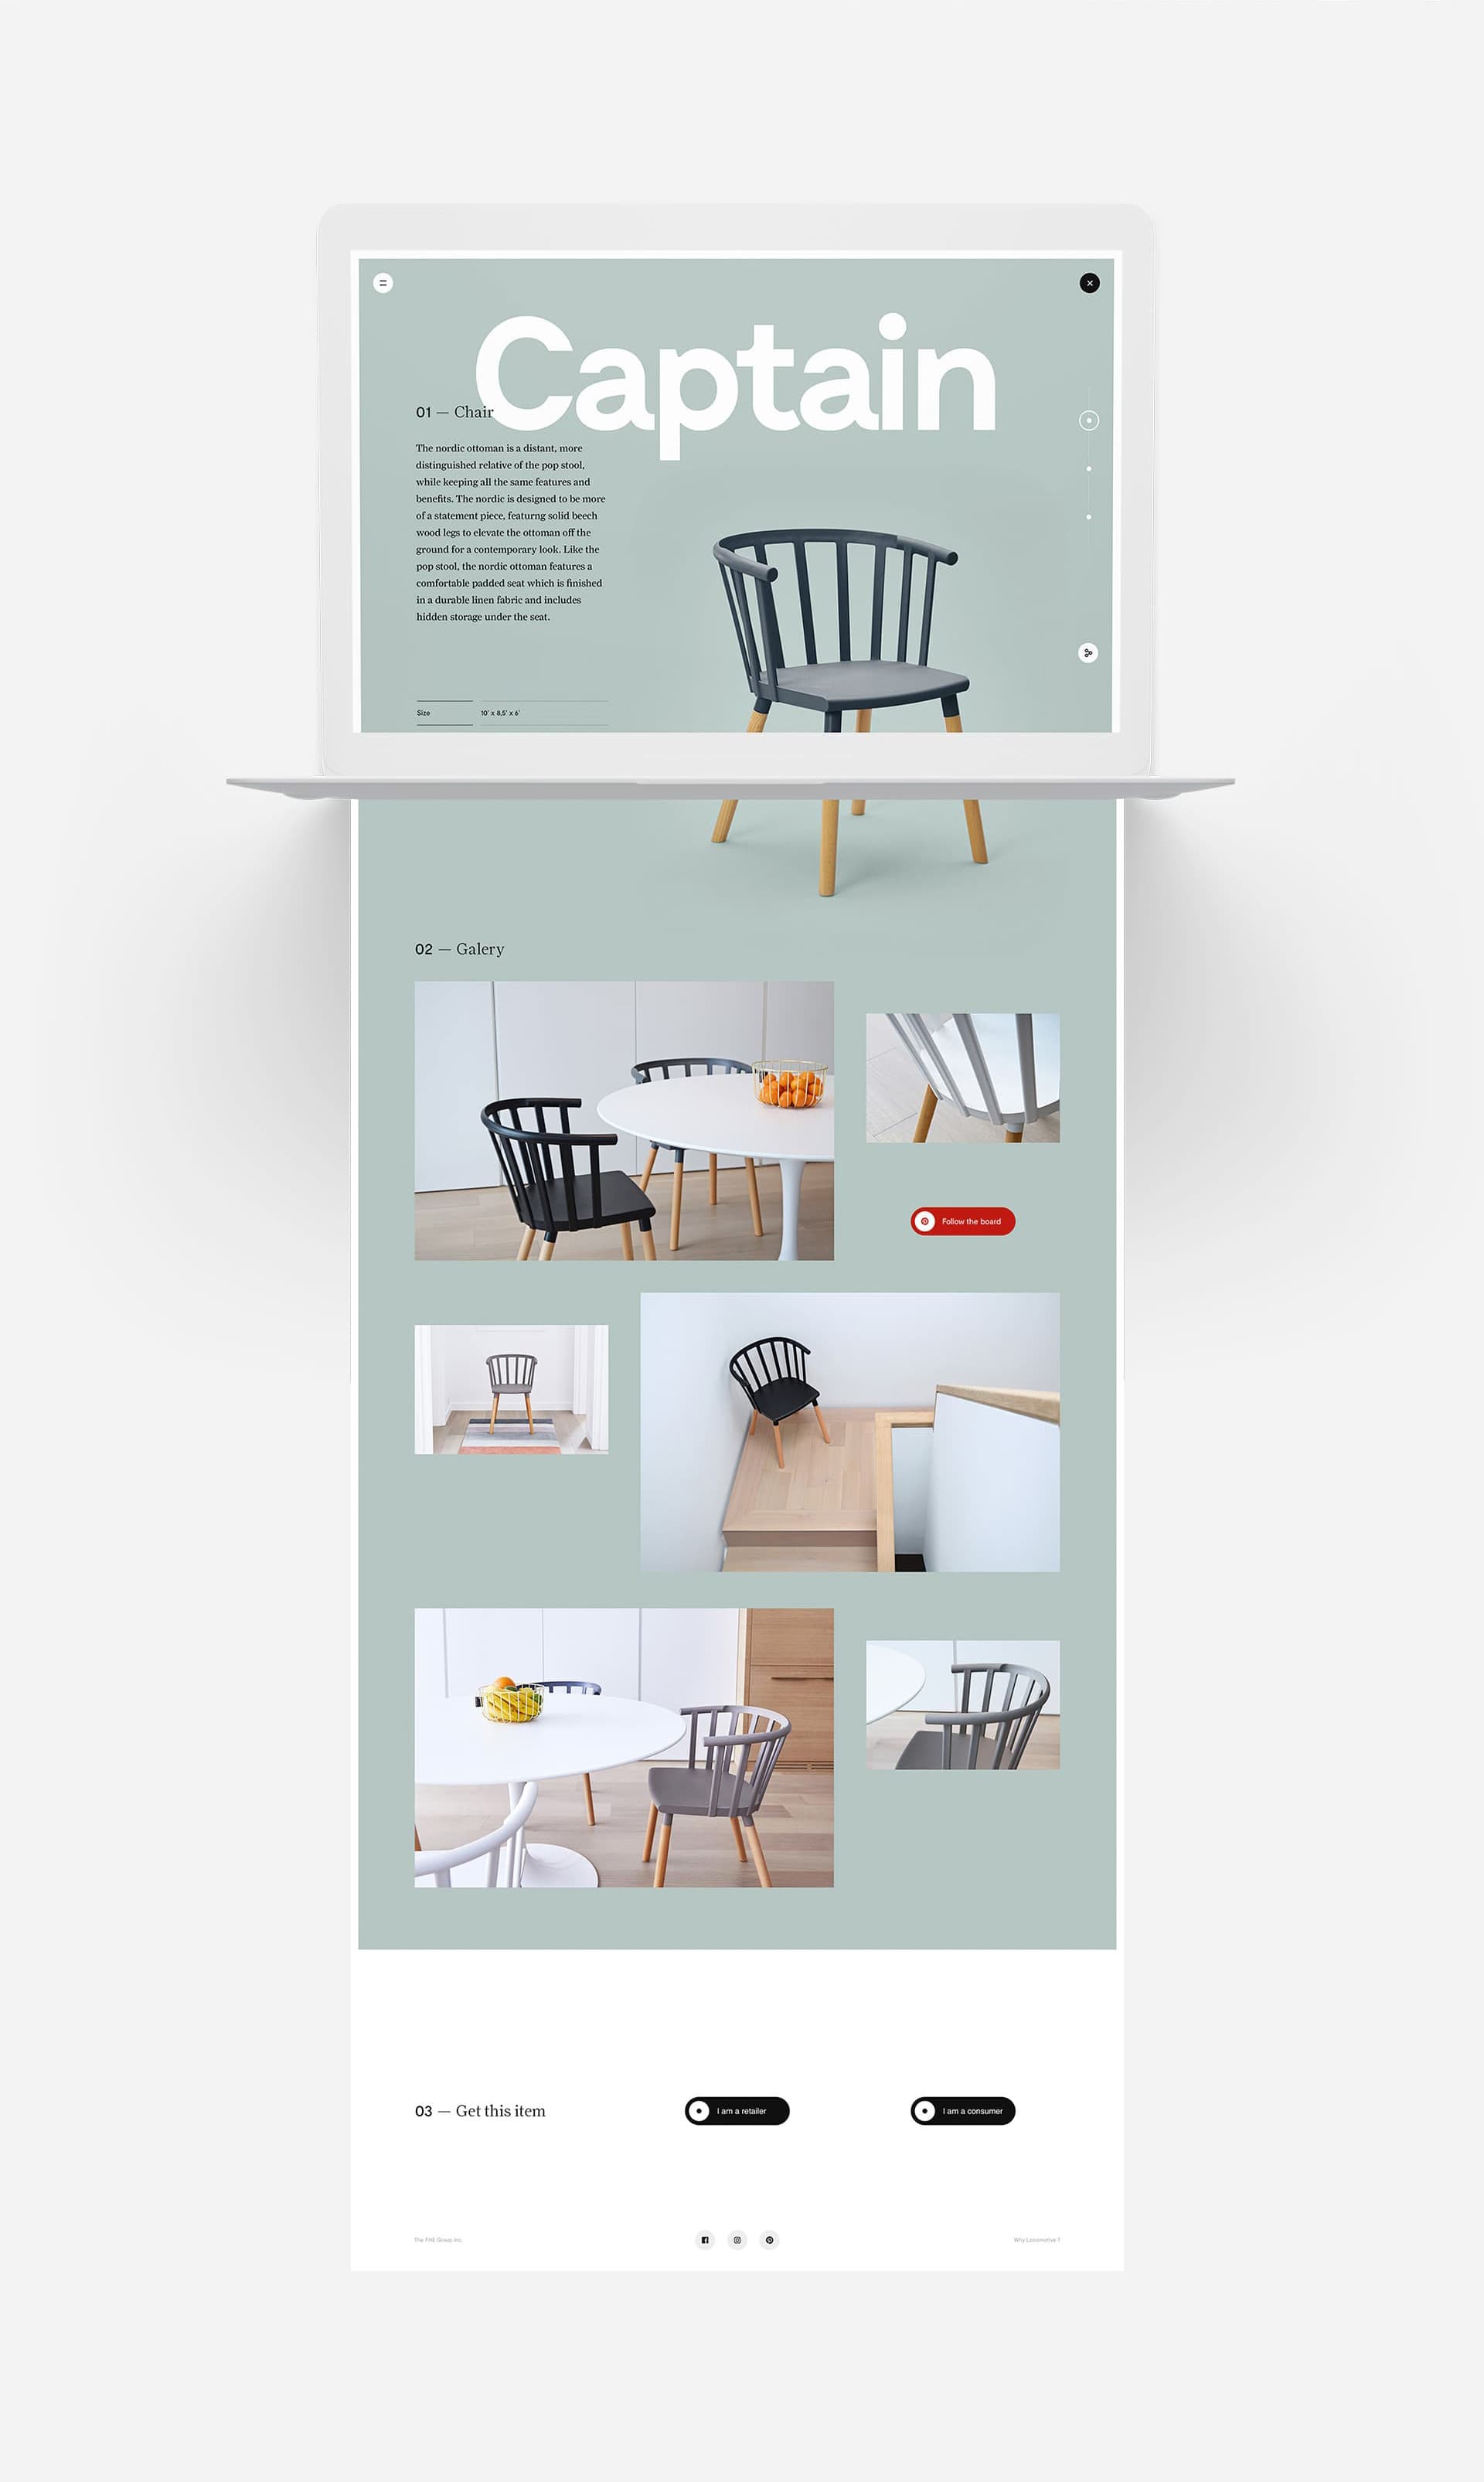 Captain
01 — Chair
The nordic ottoman is a distant, more
distinguished relative of the pop stool,
while keeping all the same features and
benefits. The nordic is designed to be more
of a statement piece, featurng solid beech
wood legs to elevate the ottoman off the
ground for a contemporary look. Like the
pop stool, the nordic ottoman features a
comfortable padded seat which is finished
in a durable linen fabric and includes
hidden storage under the seat.
Size 10' x 8,5' x 6'
02 — Galery
Follow the board
03 — Get this item
I am a retailer
I am a consumer
The FHE Group inc.
Why Locomotive ?